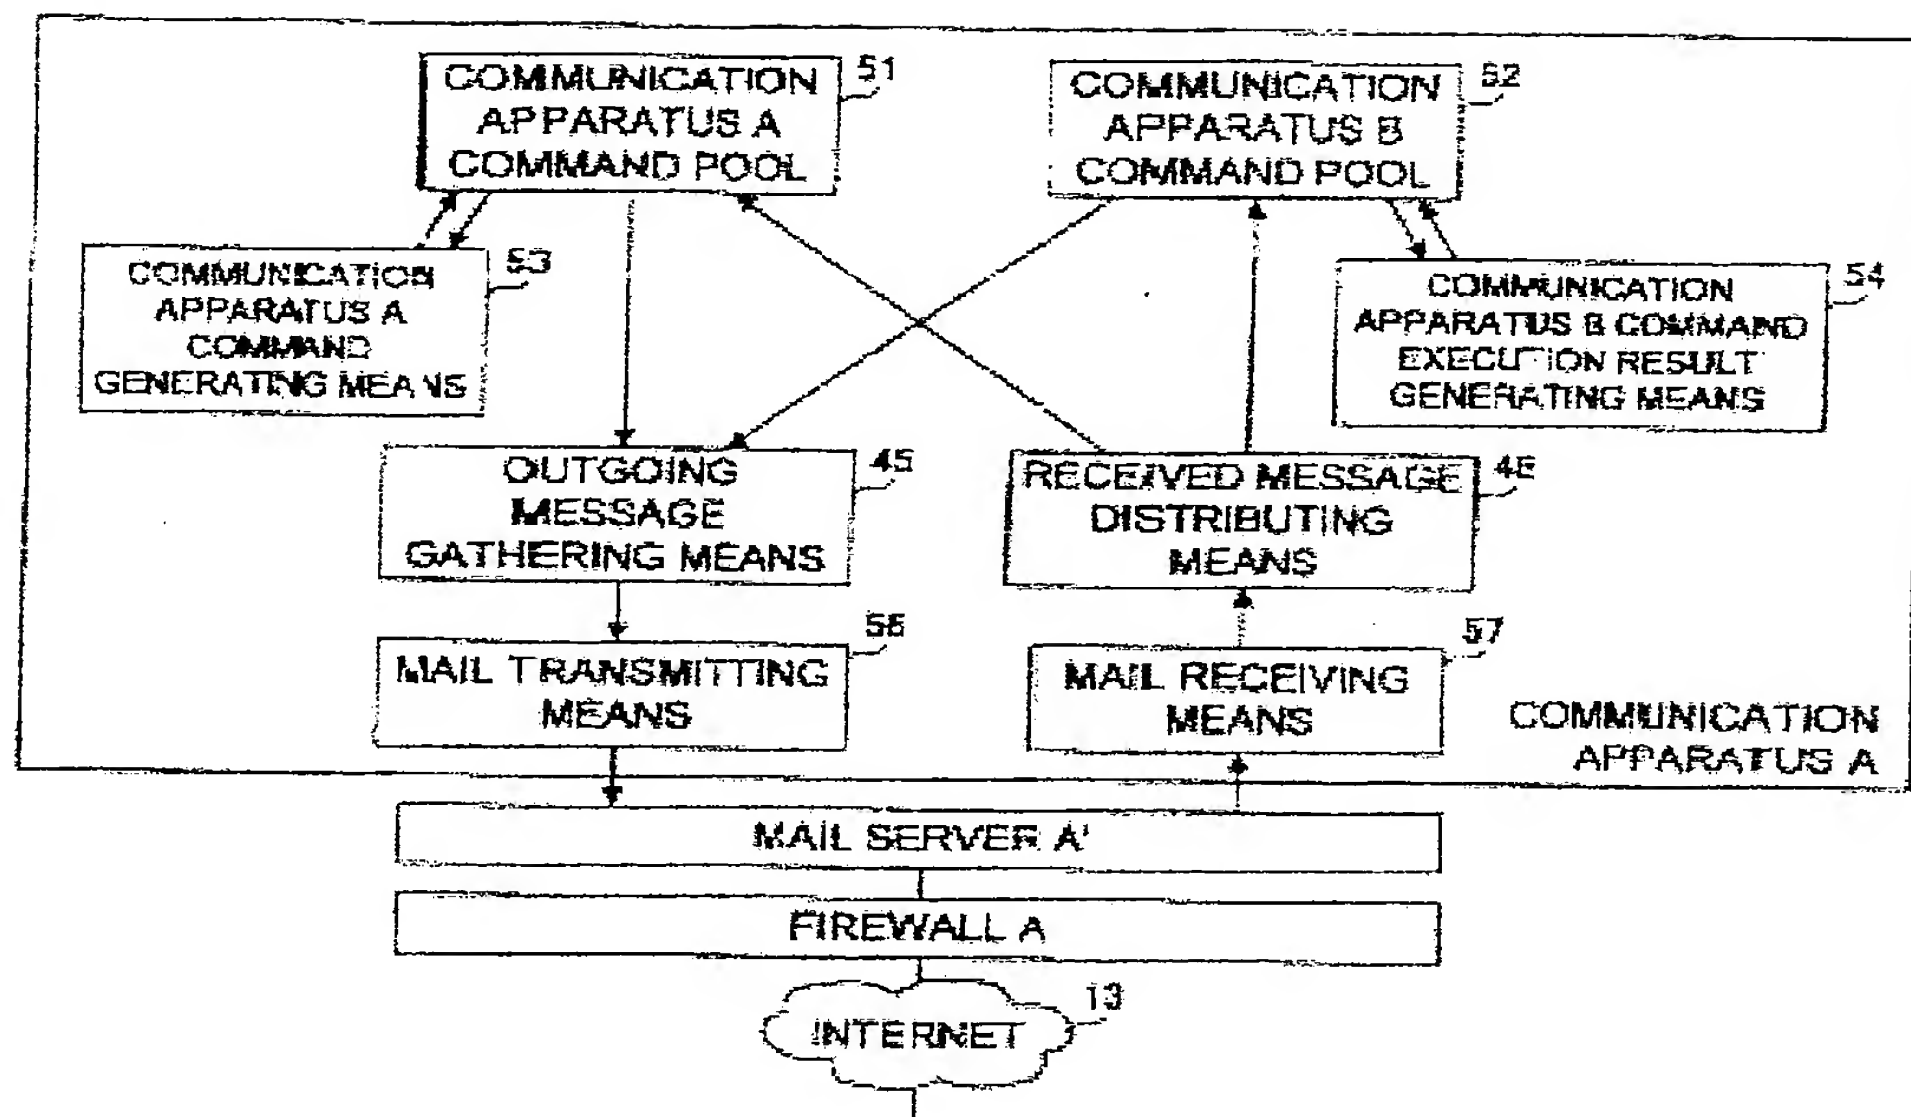 COMMUNICATION
APPARATUS A
COMMAND POOL
51
COMMUNICATION
APPARATUS B
COMMAND POOL
52
COMMUNICATION
APPARATUS A
COMMAND
GENERATING MEANS
53
COMMUNICATION
APPARATUS B COMMAND
EXECUTION RESULT
GENERATING MEANS
54
OUTGOING
MESSAGE
GATHERING MEANS
45
RECEIVED MESSAGE
DISTRIBUTING
MEANS
46
MAIL TRANSMITTING
MEANS
56
MAIL RECEIVING
MEANS
57
COMMUNICATION
APPARATUS A
MAIL SERVER A'
FIREWALL A
INTERNET
13